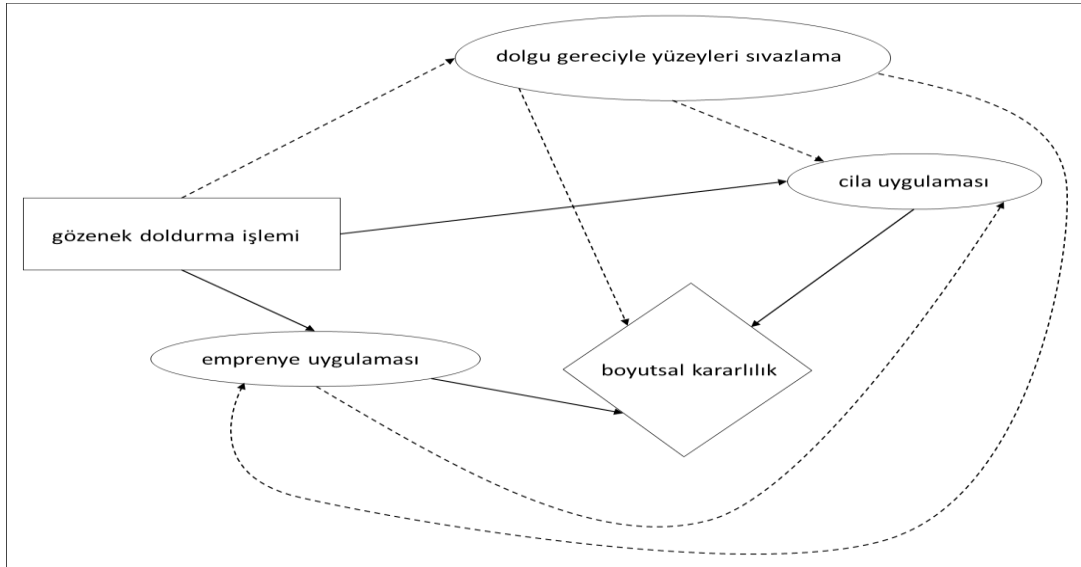 dolgu gereciyle yüzeyleri sıvazlama
cila uygulaması
gözenek doldurma işlemi
emprenye uygulaması
boyutsal kararlılık